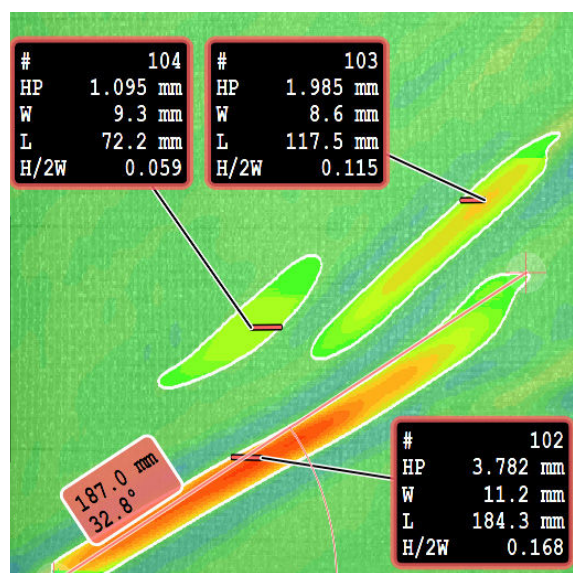 # 104
HP 1.095 mm
W 9.3 mm
L 72.2 mm
H/2W 0.059
# 103
HP 1.985 mm
W 8.6 mm
L 117.5 mm
H/2W 0.115
187.0 mm
32.8°
# 102
HP 3.782 mm
W 11.2 mm
L 184.3 mm
H/2W 0.168